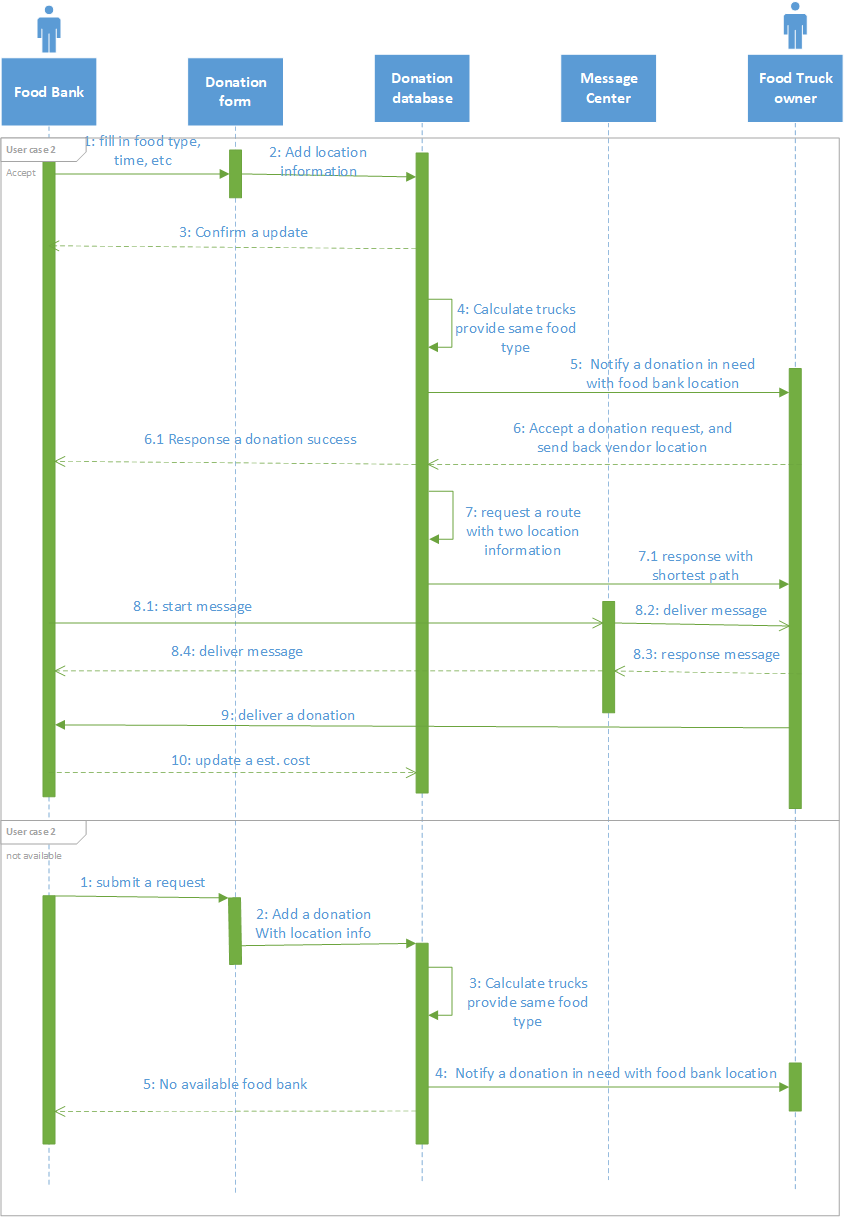 Food Bank
Donation
form
Donation
database
Message
Center
Food Truck
owner
User case 2
Accept
1: fill in food type,
time, etc
2: Add location
information
3: Confirm a update
4: Calculate trucks
provide same food
type
5:  Notify a donation in need
with food bank location
6: Accept a donation request, and
send back vendor location
6.1 Response a donation success
7: request a route
with two location
information
7.1 response with
shortest path
8.1: start message
8.2: deliver message
8.3: response message
8.4: deliver message
9: deliver a donation
10: update a est. cost
User case 2
not available
1: submit a request
2: Add a donation
With location info
3: Calculate trucks
provide same food
type
4:  Notify a donation in need with food bank location
5: No available food bank